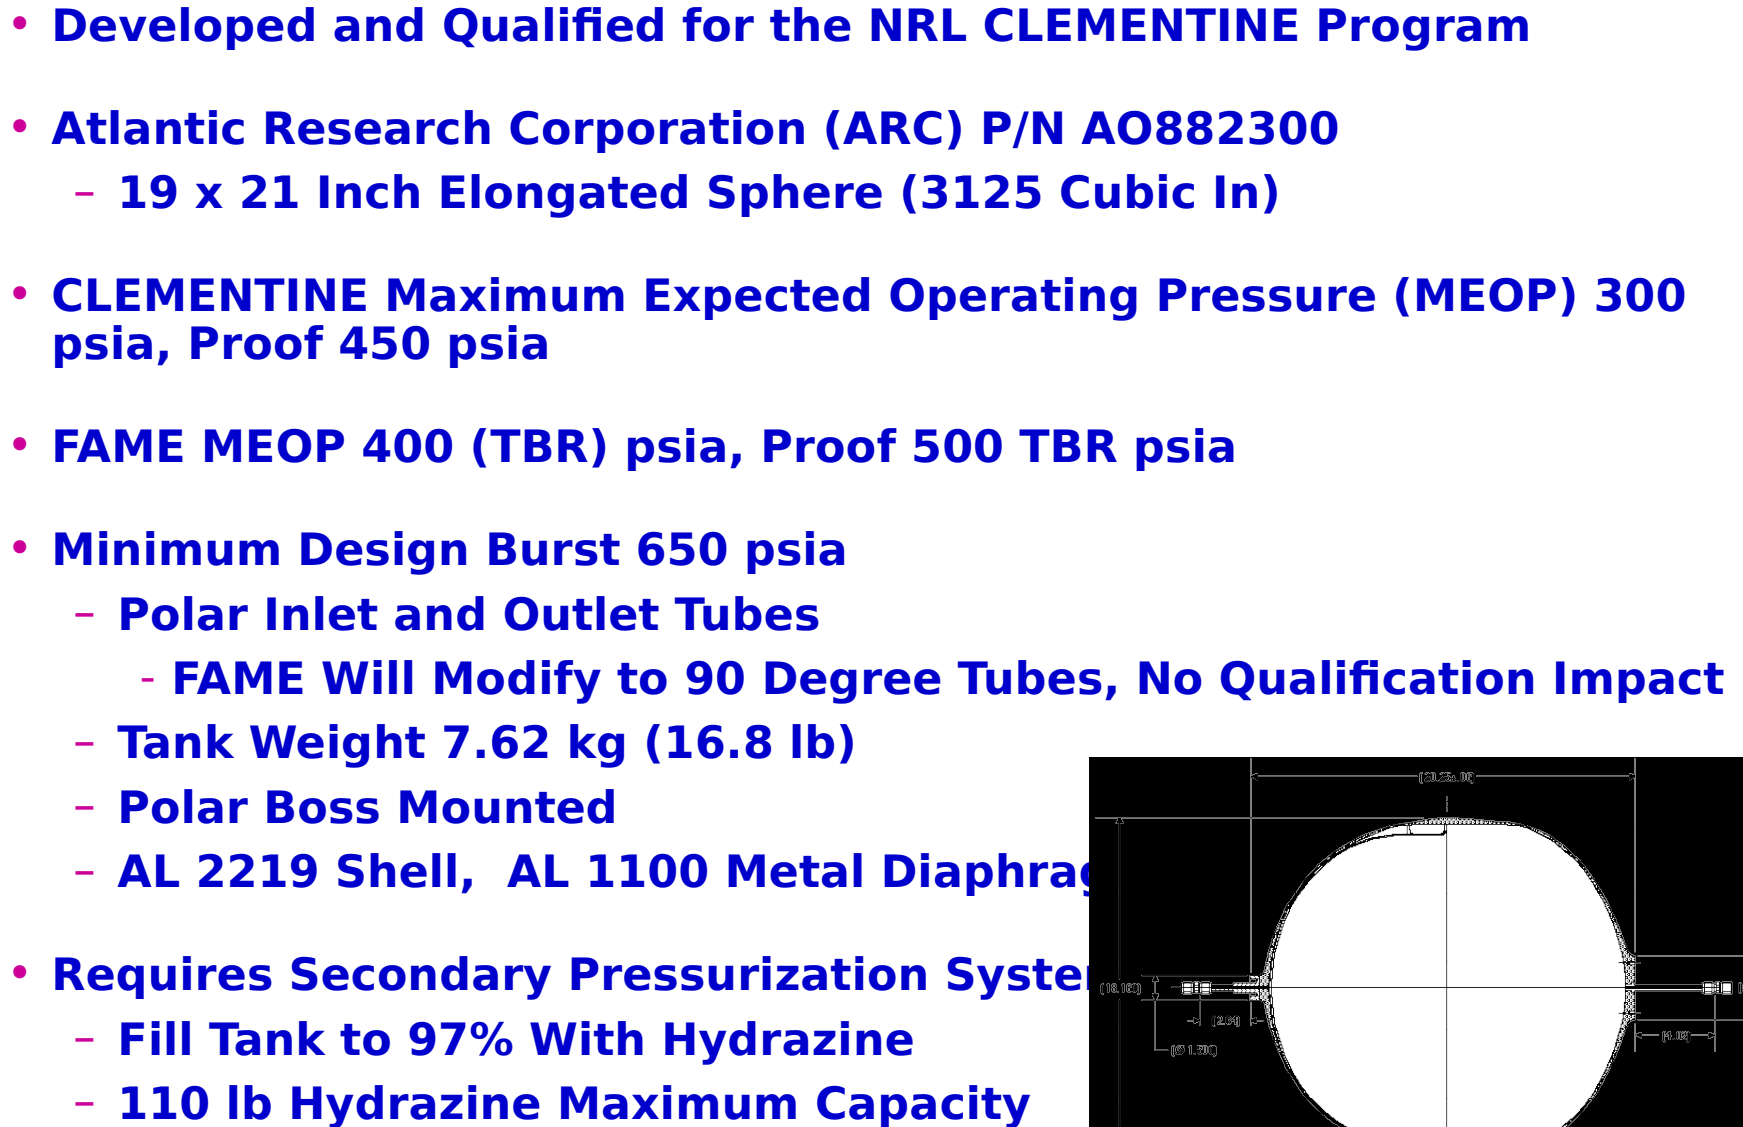 • Developed and Qualified for the NRL CLEMENTINE Program
• Atlantic Research Corporation (ARC) P/N AO882300
– 19 x 21 Inch Elongated Sphere (3125 Cubic In)
• CLEMENTINE Maximum Expected Operating Pressure (MEOP) 300
psia, Proof 450 psia
• FAME MEOP 400 (TBR) psia, Proof 500 TBR psia
• Minimum Design Burst 650 psia
– Polar Inlet and Outlet Tubes
- FAME Will Modify to 90 Degree Tubes, No Qualification Impact
– Tank Weight 7.62 kg (16.8 lb)
– Polar Boss Mounted
– AL 2219 Shell, AL 1100 Metal
• Requires Secondary Pressurization
– Fill Tank to 97% With Hydrazine
– 110 lb Hydrazine Maximum Capacity